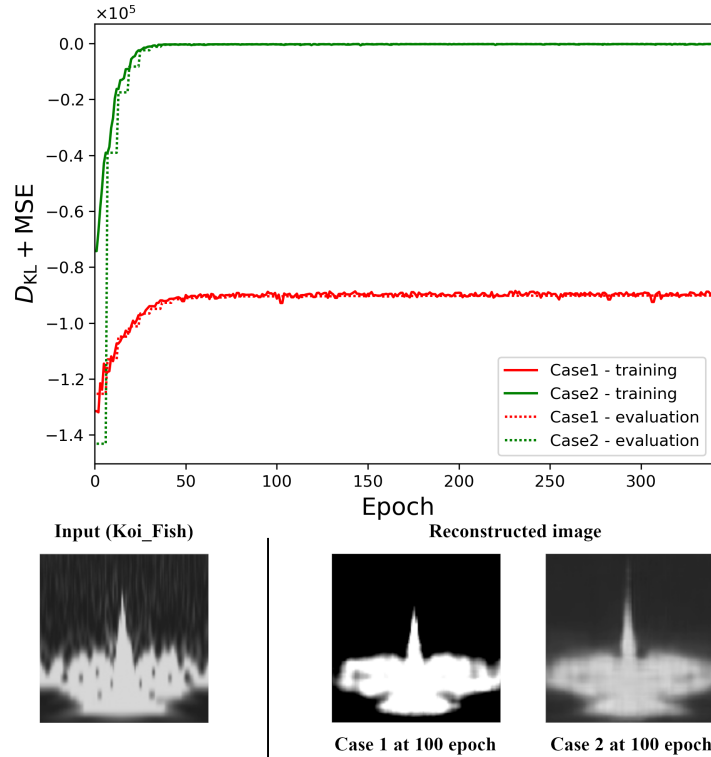 ×10⁵
0.0
−0.2
−0.4
−0.6
−0.8
−1.0
−1.2
−1.4
D_KL + MSE
0 50 100 150 200 250 300
Epoch
Case1 - training
Case2 - training
Case1 - evaluation
Case2 - evaluation
Input (Koi_Fish) Reconstructed image
Case 1 at 100 epoch Case 2 at 100 epoch